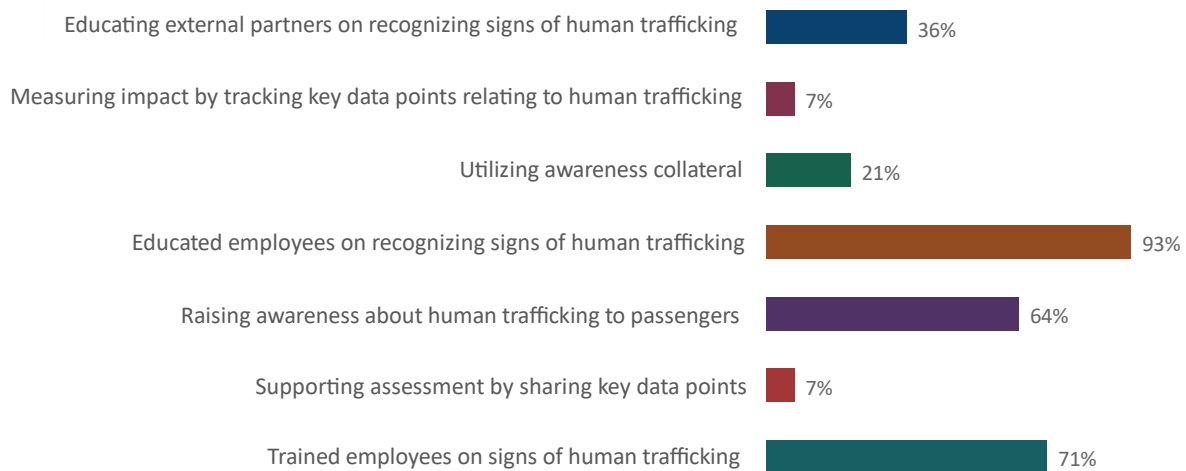 Educating external partners on recognizing signs of human trafficking 36%
Measuring impact by tracking key data points relating to human trafficking 7%
Utilizing awareness collateral 21%
Educated employees on recognizing signs of human trafficking 93%
Raising awareness about human trafficking to passengers 64%
Supporting assessment by sharing key data points 7%
Trained employees on signs of human trafficking 71%